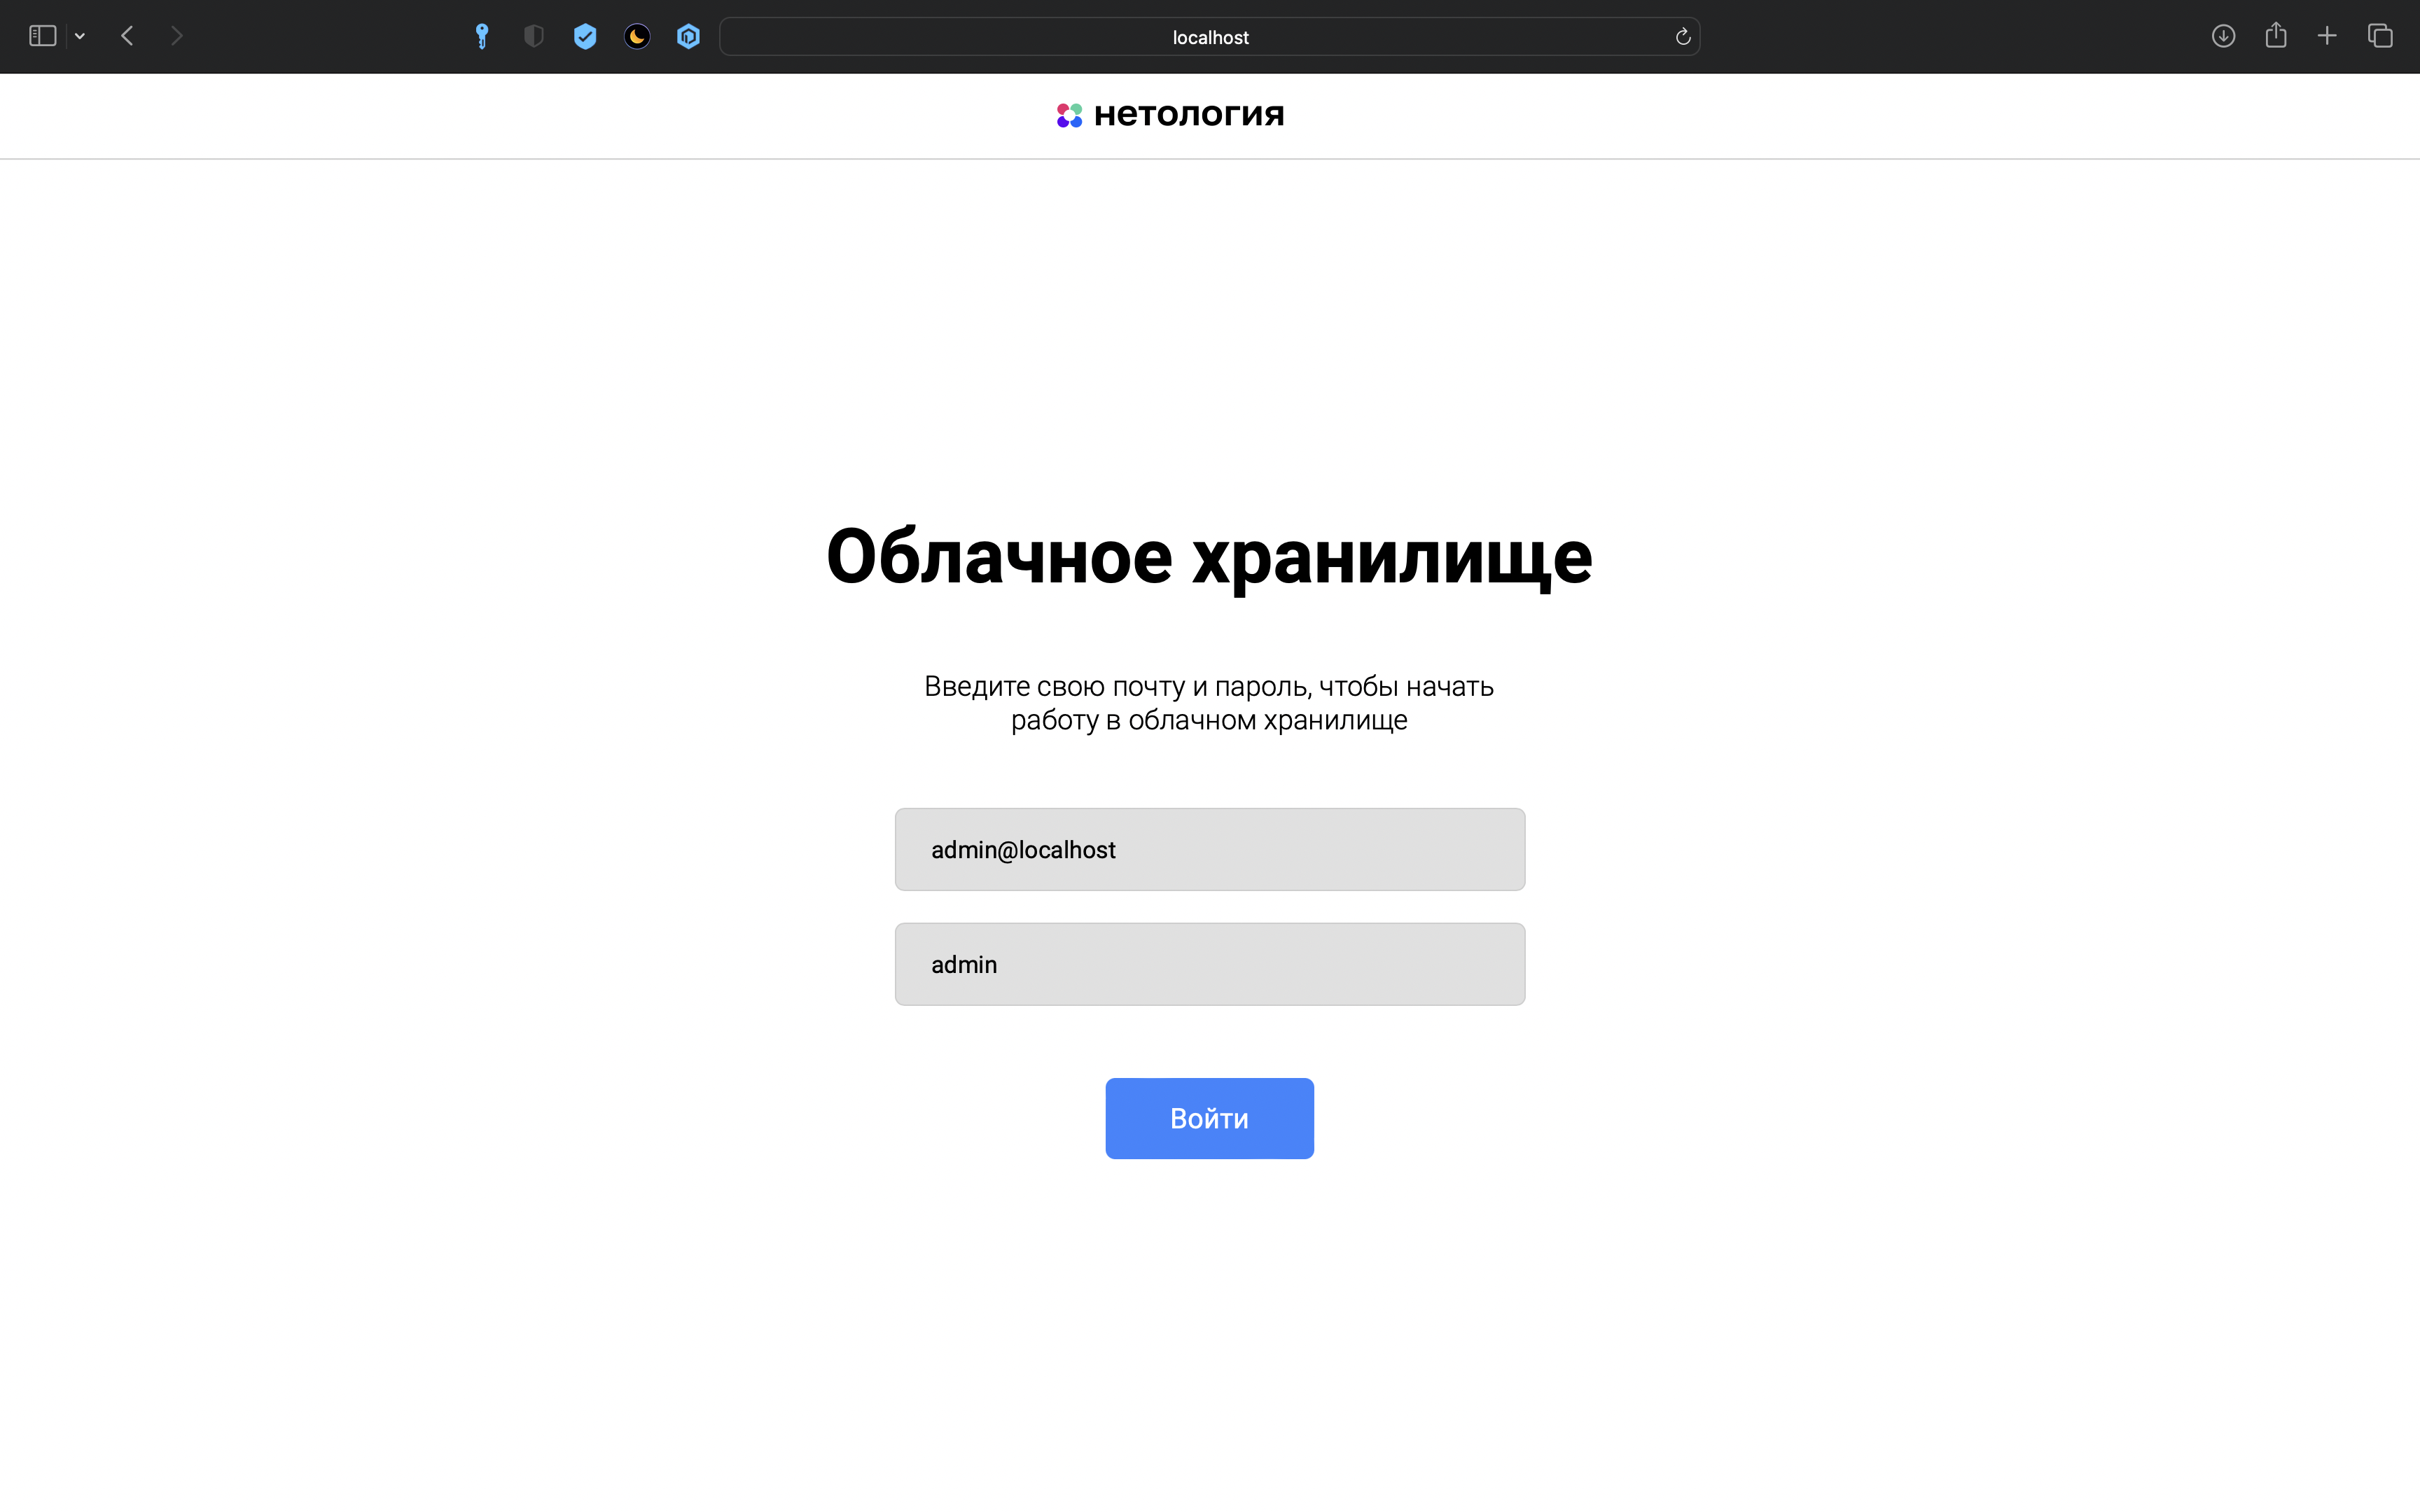 localhost
нетология
Облачное хранилище
Введите свою почту и пароль, чтобы начать
работу в облачном хранилище
admin@localhost
admin
Войти